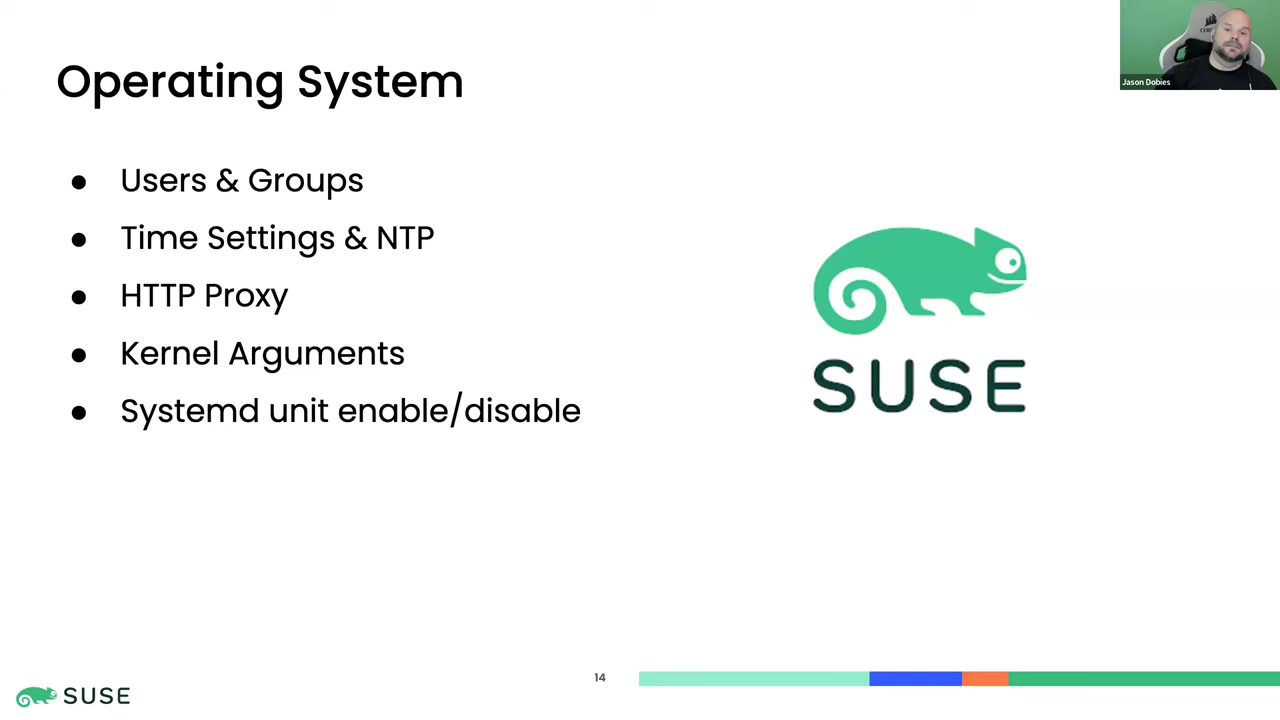 Operating System
Jason Dobies
● Users & Groups
● Time Settings & NTP
● HTTP Proxy
● Kernel Arguments
● Systemd unit enable/disable
SUSE
SUSE
14